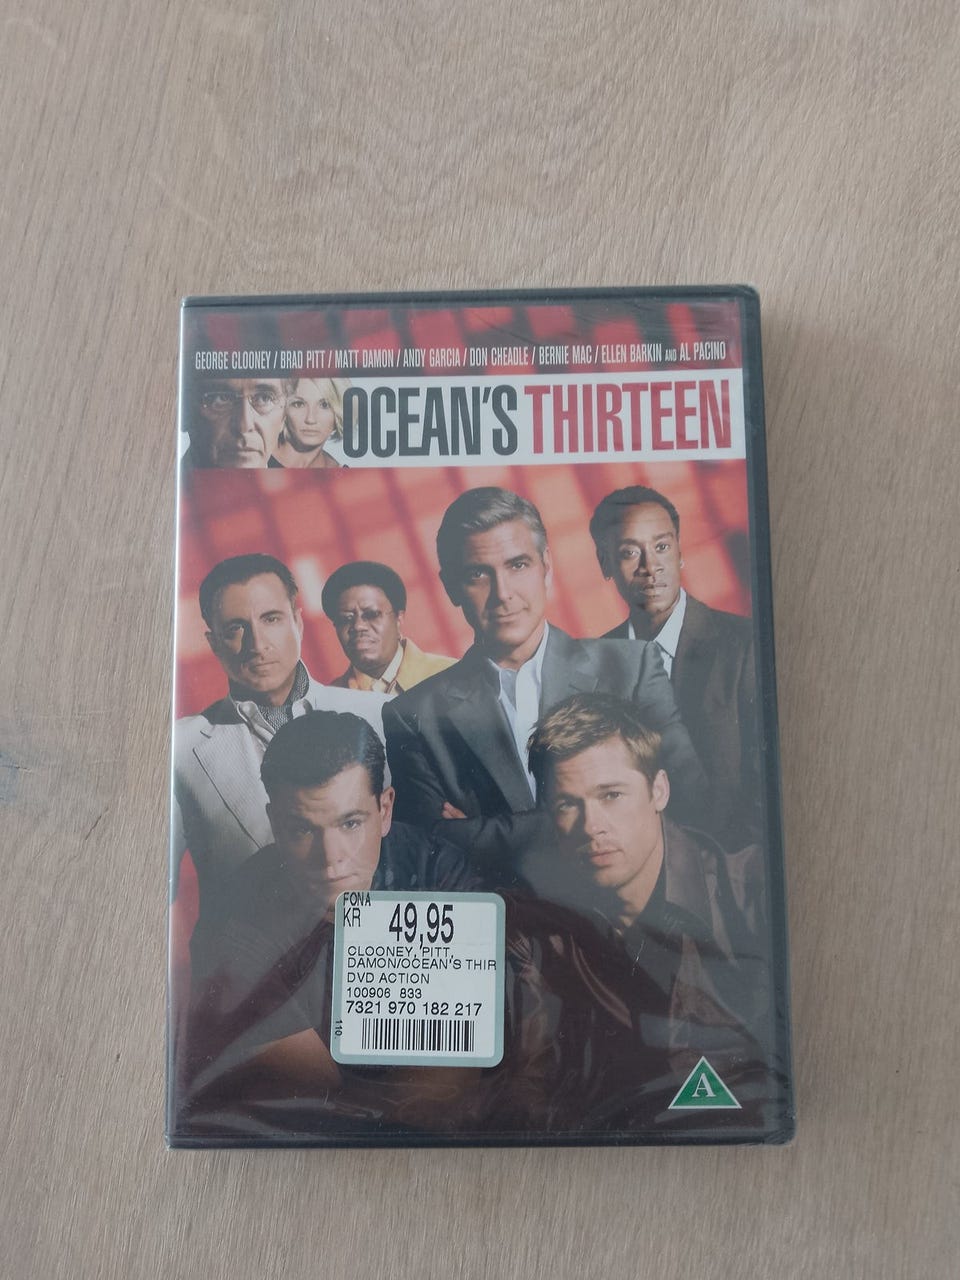 GEORGE CLOONEY / BRAD PITT / MATT DAMON / ANDY GARCIA / DON CHEADLE / BERNIE MAC / ELLEN BARKIN AND AL PACINO
OCEAN'S THIRTEEN
FONA
KR 49,95
CLOONEY, PITT,
DAMON/OCEAN'S THIR
DVD ACTION
100906 833
7321 970 182 217
110
A